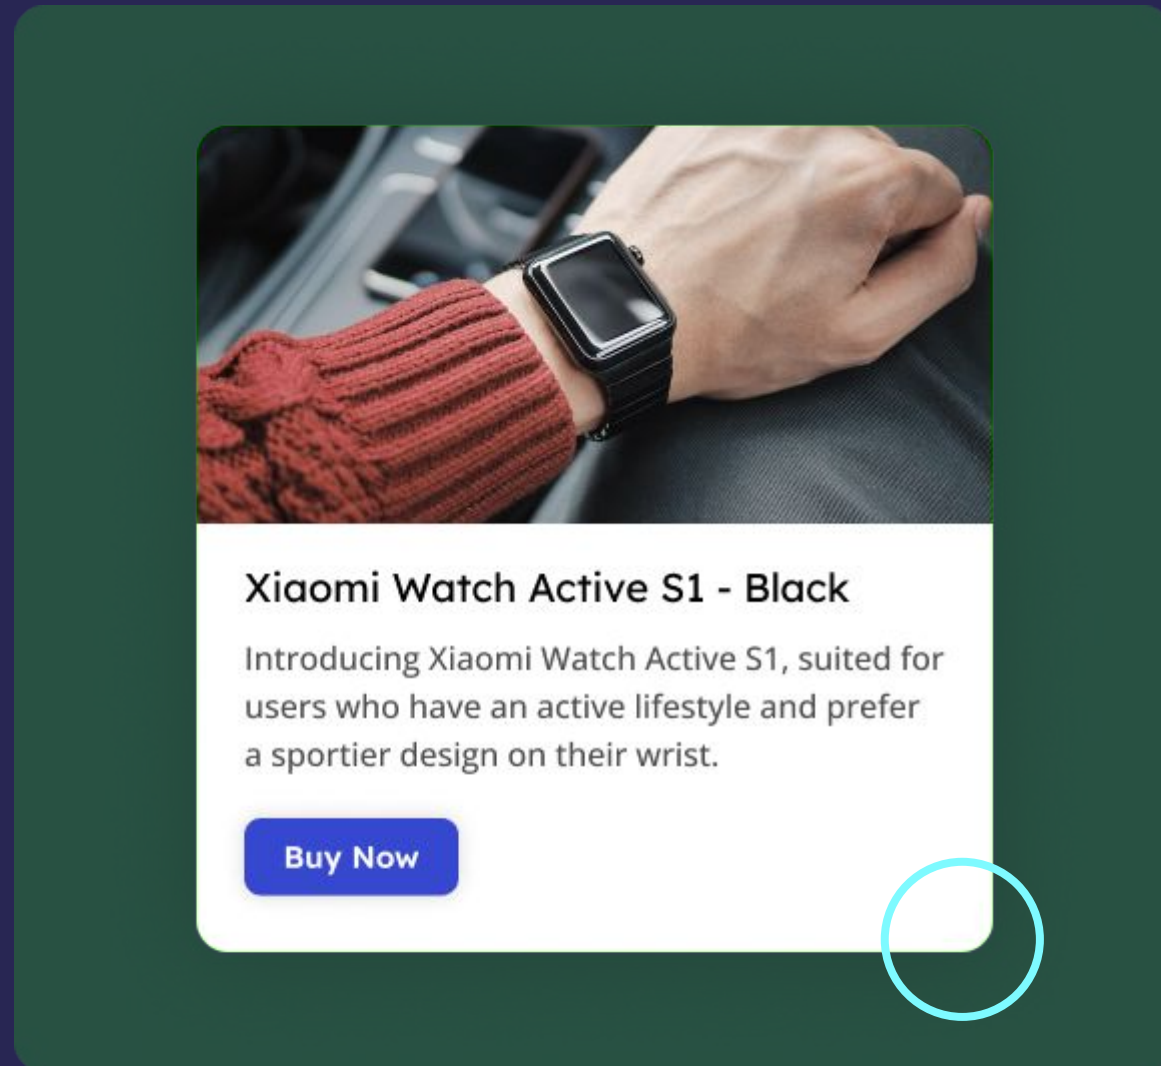 Xiaomi Watch Active S1 - Black
Introducing Xiaomi Watch Active S1, suited for
users who have an active lifestyle and prefer
a sportier design on their wrist.
Buy Now